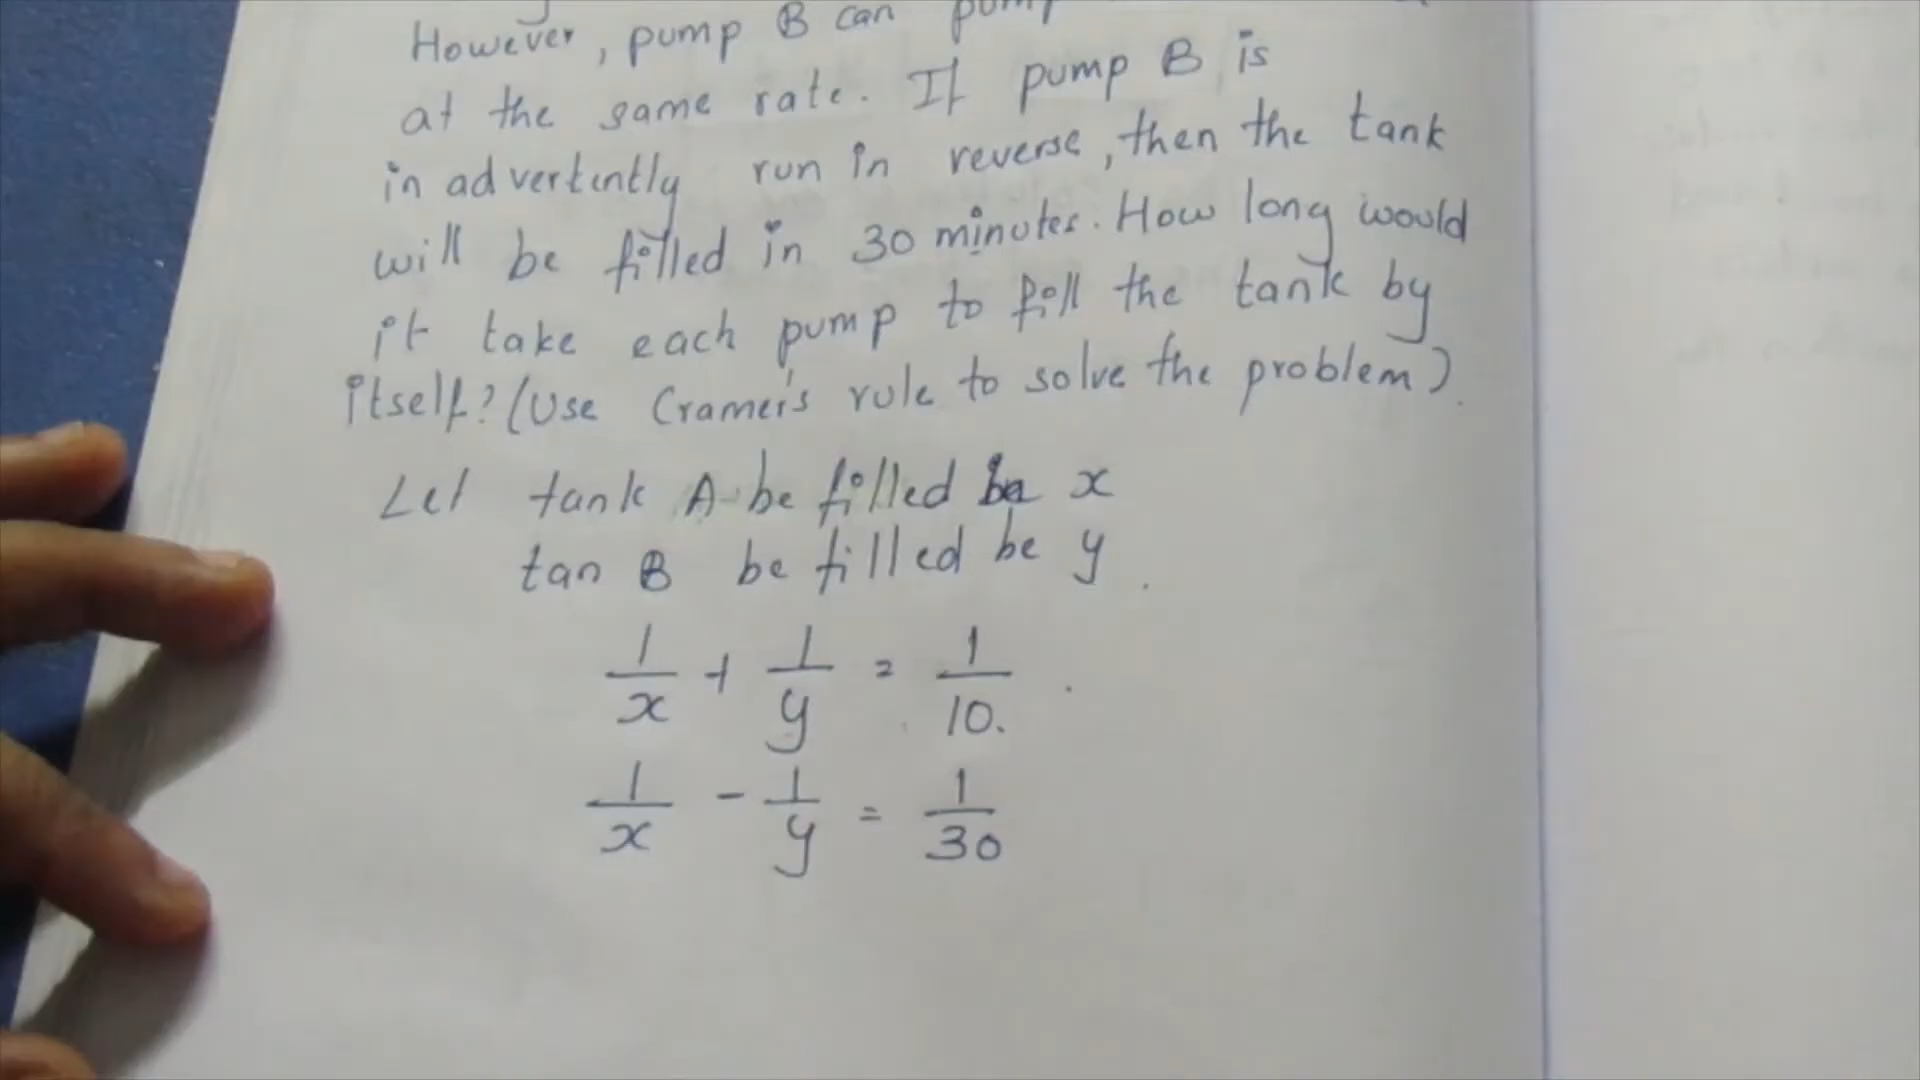 However, pump B can pump
at the same rate. If pump B is
in advertently run in reverse, then the tank
will be filled in 30 minutes. How long would
it take each pump to fill the tank by
itself? (Use Cramer's rule to solve the problem).
Let tank A be filled be x
tan B be filled be y.
1/x + 1/y = 1/10.
1/x - 1/y = 1/30